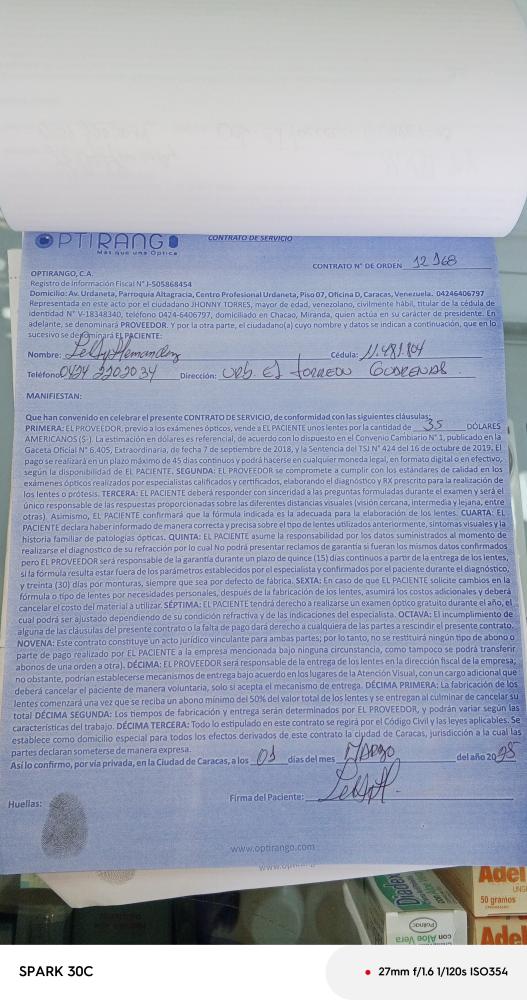 OPTIRANGO
Más que una Óptica
CONTRATO DE SERVICIO
CONTRATO N° DE ORDEN 12168
OPTIRANGO, C.A.
Registro de Información Fiscal N° J-505868454
Domicilio: Av. Urdaneta, Parroquia Altagracia, Centro Profesional Urdaneta, Piso 07, Oficina D, Caracas, Venezuela. 04246406797
Representada en este acto por el ciudadano JHONNY TORRES, mayor de edad, venezolano, civilmente hábil, titular de la cédula de
identidad N° V-18348340, teléfono 0424-6406797, domiciliado en Chacao, Miranda, quien actúa en su carácter de presidente. En
adelante, se denominará PROVEEDOR. Y por la otra parte, el ciudadano(a) cuyo nombre y datos se indican a continuación, que en lo
sucesivo se denominará EL PACIENTE:
Nombre: Hernandez Cédula: 11.481.804
Teléfono: 0424 2202034 Dirección: Urb. El Torreon Guarenas.
MANIFIESTAN:
Que han convenido en celebrar el presente CONTRATO DE SERVICIO, de conformidad con las siguientes cláusulas:
PRIMERA: EL PROVEEDOR, previo a los exámenes ópticos, vende a EL PACIENTE unos lentes por la cantidad de 35 DÓLARES
AMERICANOS ($-). La estimación en dólares es referencial, de acuerdo con lo dispuesto en el Convenio Cambiario N° 1, publicado en la
Gaceta Oficial N° 6.405, Extraordinaria, de fecha 7 de septiembre de 2018, y la Sentencia del TSJ N° 424 del 16 de octubre de 2019. El
pago se realizará en un plazo máximo de 45 días continuos y podrá hacerse en cualquier moneda legal, en formato digital o en efectivo,
según la disponibilidad de EL PACIENTE. SEGUNDA: EL PROVEEDOR se compromete a cumplir con los estándares de calidad en los
exámenes ópticos realizados por especialistas calificados y certificados, elaborando el diagnóstico y RX prescrito para la realización de
los lentes o prótesis. TERCERA: EL PACIENTE deberá responder con sinceridad a las preguntas formuladas durante el examen y será el
único responsable de las respuestas proporcionadas sobre las diferentes distancias visuales (visión cercana, intermedia y lejana, entre
otras). Asimismo, EL PACIENTE confirmará que la fórmula indicada es la adecuada para la elaboración de los lentes. CUARTA: EL
PACIENTE declara haber informado de manera correcta y precisa sobre el tipo de lentes utilizados anteriormente, síntomas visuales y la
historia familiar de patologías ópticas. QUINTA: EL PACIENTE asume la responsabilidad por los datos suministrados al momento de
realizarse el diagnostico de su refracción por lo cual No podrá presentar reclamos de garantía si fueran los mismos datos confirmados
pero EL PROVEEDOR será responsable de la garantía durante un plazo de quince (15) días continuos a partir de la entrega de los lentes,
si la fórmula resulta estar fuera de los parámetros establecidos por el especialista y confirmados por el paciente durante el diagnóstico,
y treinta (30) días por monturas, siempre que sea por defecto de fábrica. SEXTA: En caso de que EL PACIENTE solicite cambios en la
fórmula o tipo de lentes por necesidades personales, después de la fabricación de los lentes, asumirá los costos adicionales y deberá
cancelar el costo del material a utilizar. SÉPTIMA: EL PACIENTE tendrá derecho a realizarse un examen óptico gratuito durante el año, el
cual podrá ser ajustado dependiendo de su condición refractiva y de las indicaciones del especialista. OCTAVA: El incumplimiento de
alguna de las cláusulas del presente contrato o la falta de pago dará derecho a cualquiera de las partes a rescindir el presente contrato.
NOVENA: Este contrato constituye un acto jurídico vinculante para ambas partes; por lo tanto, no se restituirá ningún tipo de abono o
parte de pago realizado por EL PACIENTE a la empresa mencionada bajo ninguna circunstancia, como tampoco se podrá transferir
abonos de una orden a otra). DÉCIMA: EL PROVEEDOR será responsable de la entrega de los lentes en la dirección fiscal de la empresa;
no obstante, podrían establecerse mecanismos de entrega bajo acuerdo en los lugares de la Atención Visual, con un cargo adicional que
deberá cancelar el paciente de manera voluntaria, solo si acepta el mecanismo de entrega. DÉCIMA PRIMERA: La fabricación de los
lentes comenzará una vez que se reciba un abono mínimo del 50% del valor total de los lentes y se entregan al culminar de cancelar su
total DÉCIMA SEGUNDA: Los tiempos de fabricación y entrega serán determinados por EL PROVEEDOR, y podrán variar según las
características del trabajo. DÉCIMA TERCERA: Todo lo estipulado en este contrato se regirá por el Código Civil y las leyes aplicables. Se
establece como domicilio especial para todos los efectos derivados de este contrato la ciudad de Caracas, jurisdicción a la cual las
partes declaran someterse de manera expresa.
Así lo confirmo, por vía privada, en la Ciudad de Caracas, a los 01 días del mes Marzo del año 2025
Huellas: Firma del Paciente:
www.optirango.com
Adel
UNG
50 gramos
Pollnac
con Aloe Vera
Adel
SPARK 30C
27mm f/1.6 1/120s ISO354